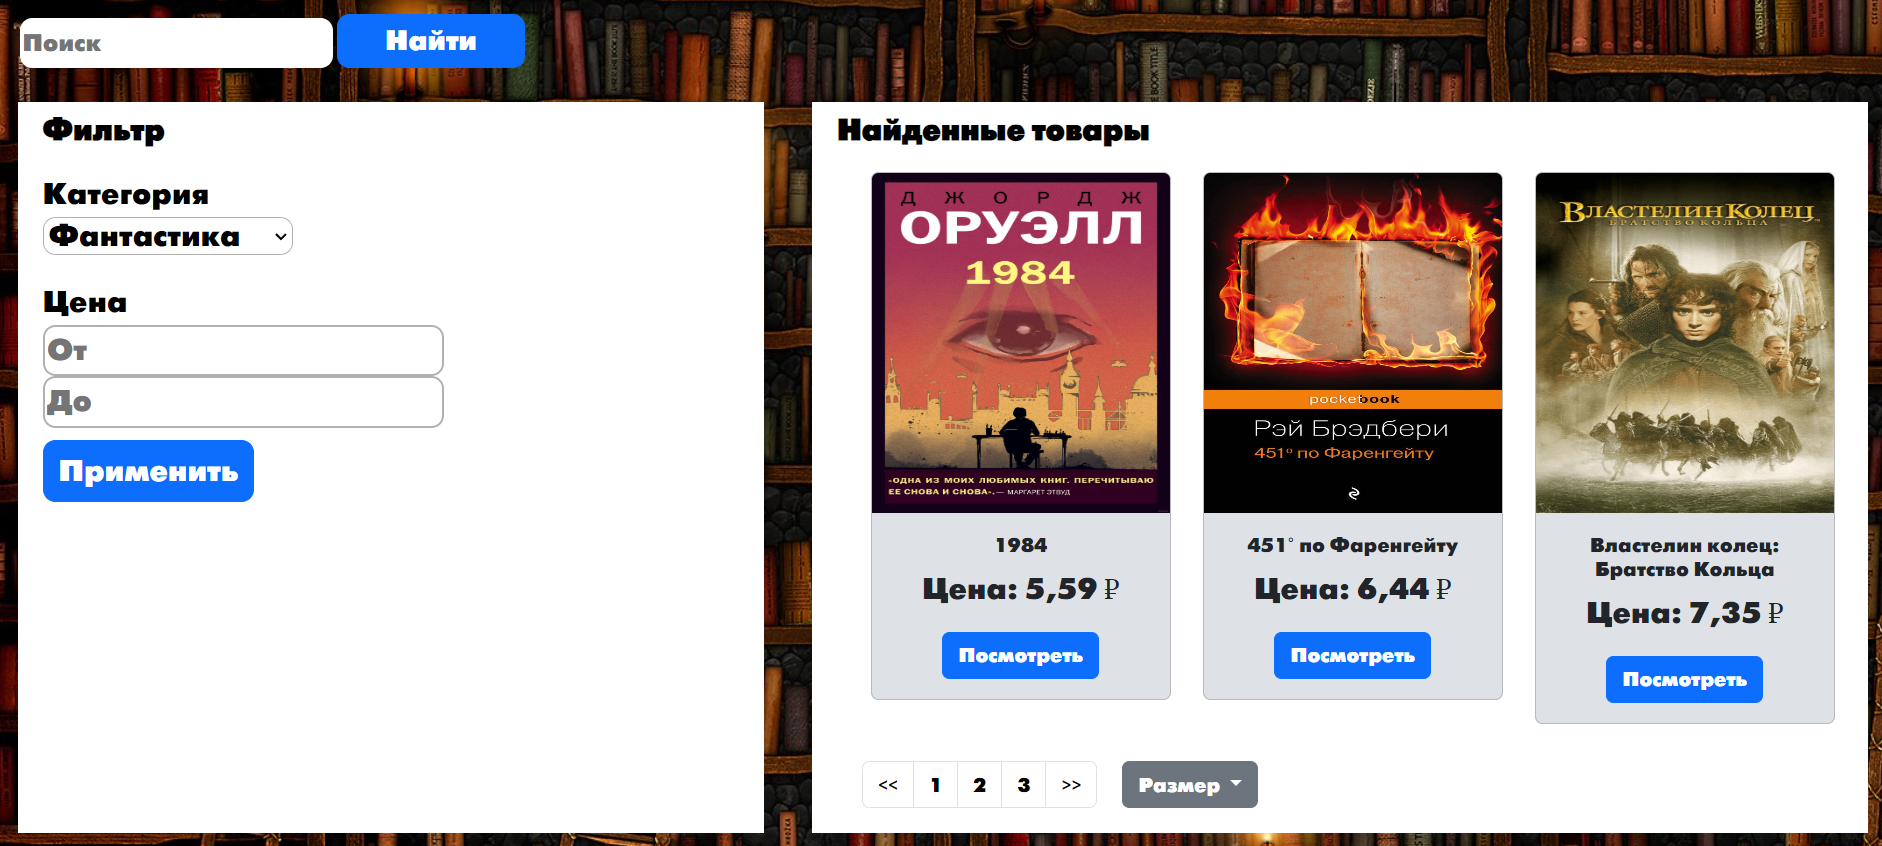 Поиск
Найти
Фильтр
Категория
Фантастика
Цена
От
До
Применить
Найденные товары
ДЖОРДЖ
ОРУЭЛЛ
1984
«ОДНА ИЗ МОИХ ЛЮБИМЫХ КНИГ. ПЕРЕЧИТЫВАЮ
ЕЕ СНОВА И СНОВА».— МАРГАРЕТ ЭТВУД
1984
Цена: 5,59 ₽
Посмотреть
pocketbook
Рэй Брэдбери
451° по Фаренгейту
451° по Фаренгейту
Цена: 6,44 ₽
Посмотреть
ВЛАСТЕЛИН КОЛЕЦ™
БРАТСТВО КОЛЬЦА
Властелин колец:
Братство Кольца
Цена: 7,35 ₽
Посмотреть
<< 1 2 3 >>
Размер